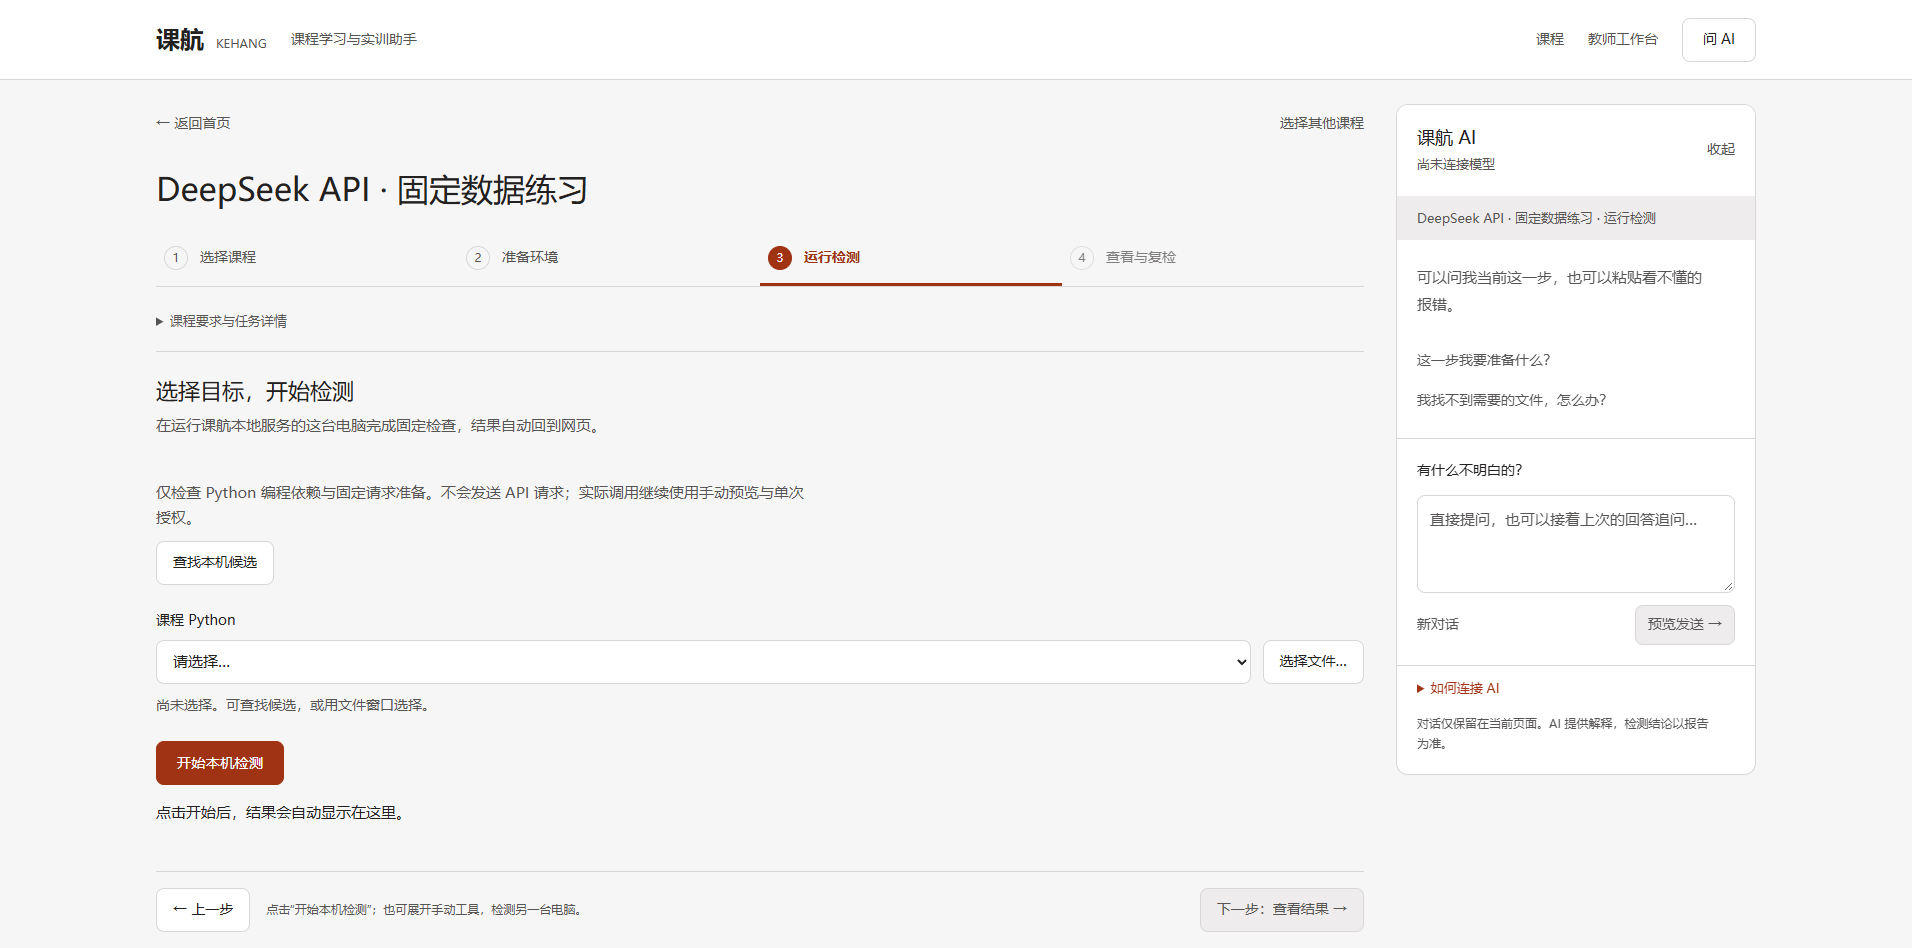 课航 KEHANG 课程学习与实训助手
课程 教师工作台 问 AI
← 返回首页
选择其他课程
DeepSeek API · 固定数据练习
1 选择课程
2 准备环境
3 运行检测
4 查看与复检
▶ 课程要求与任务详情
选择目标，开始检测
在运行课航本地服务的这台电脑完成固定检查，结果自动回到网页。
仅检查 Python 编程依赖与固定请求准备。不会发送 API 请求；实际调用继续使用手动预览与单次
授权。
查找本机候选
课程 Python
请选择...
选择文件...
尚未选择。可查找候选，或用文件窗口选择。
开始本机检测
点击开始后，结果会自动显示在这里。
← 上一步
点击“开始本机检测”；也可展开手动工具，检测另一台电脑。
下一步：查看结果 →
课航 AI
尚未连接模型
收起
DeepSeek API · 固定数据练习 · 运行检测
可以问我当前这一步，也可以粘贴看不懂的
报错。
这一步我要准备什么？
我找不到需要的文件，怎么办？
有什么不明白的？
直接提问，也可以接着上次的回答追问...
新对话
预览发送 →
▶ 如何连接 AI
对话仅保留在当前页面。AI 提供解释，检测结论以报告
为准。